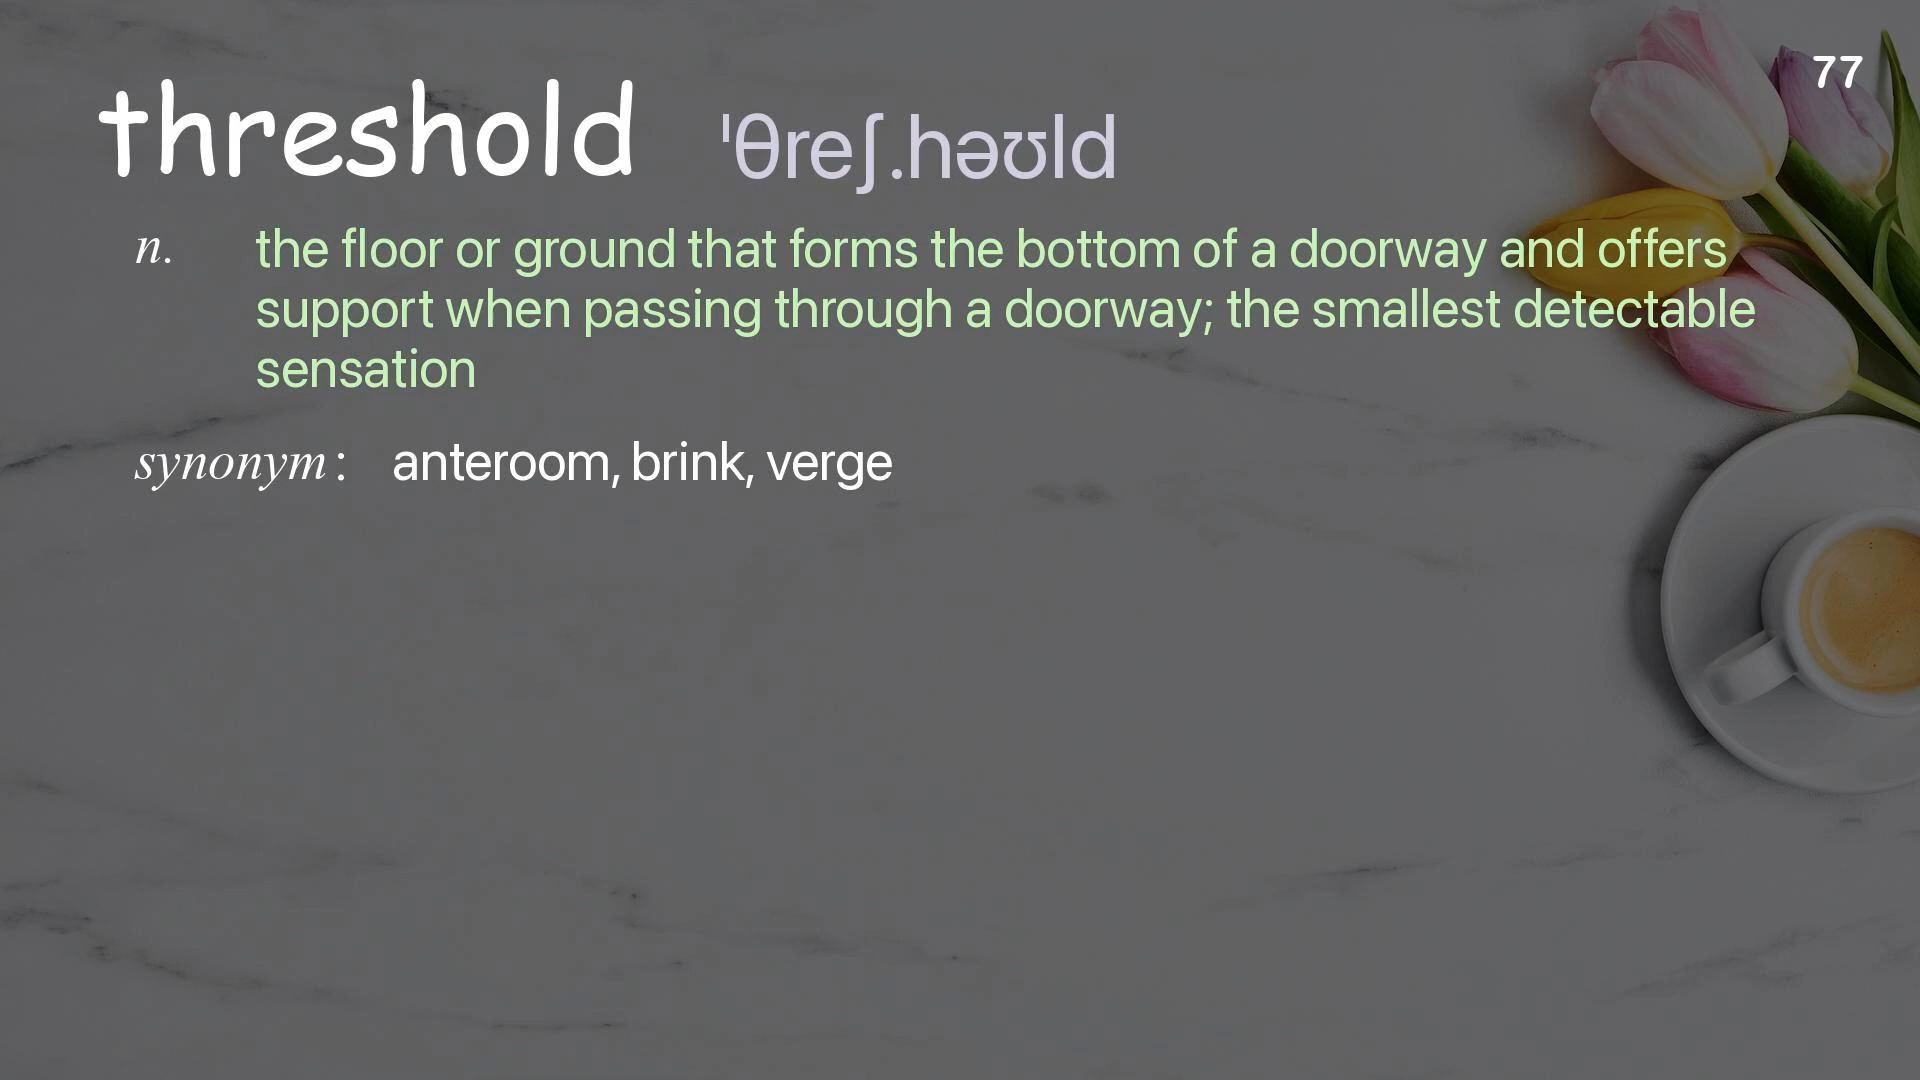 77
threshold ˈθreʃ.həʊld
n. the floor or ground that forms the bottom of a doorway and offers
support when passing through a doorway; the smallest detectable
sensation
synonym: anteroom, brink, verge